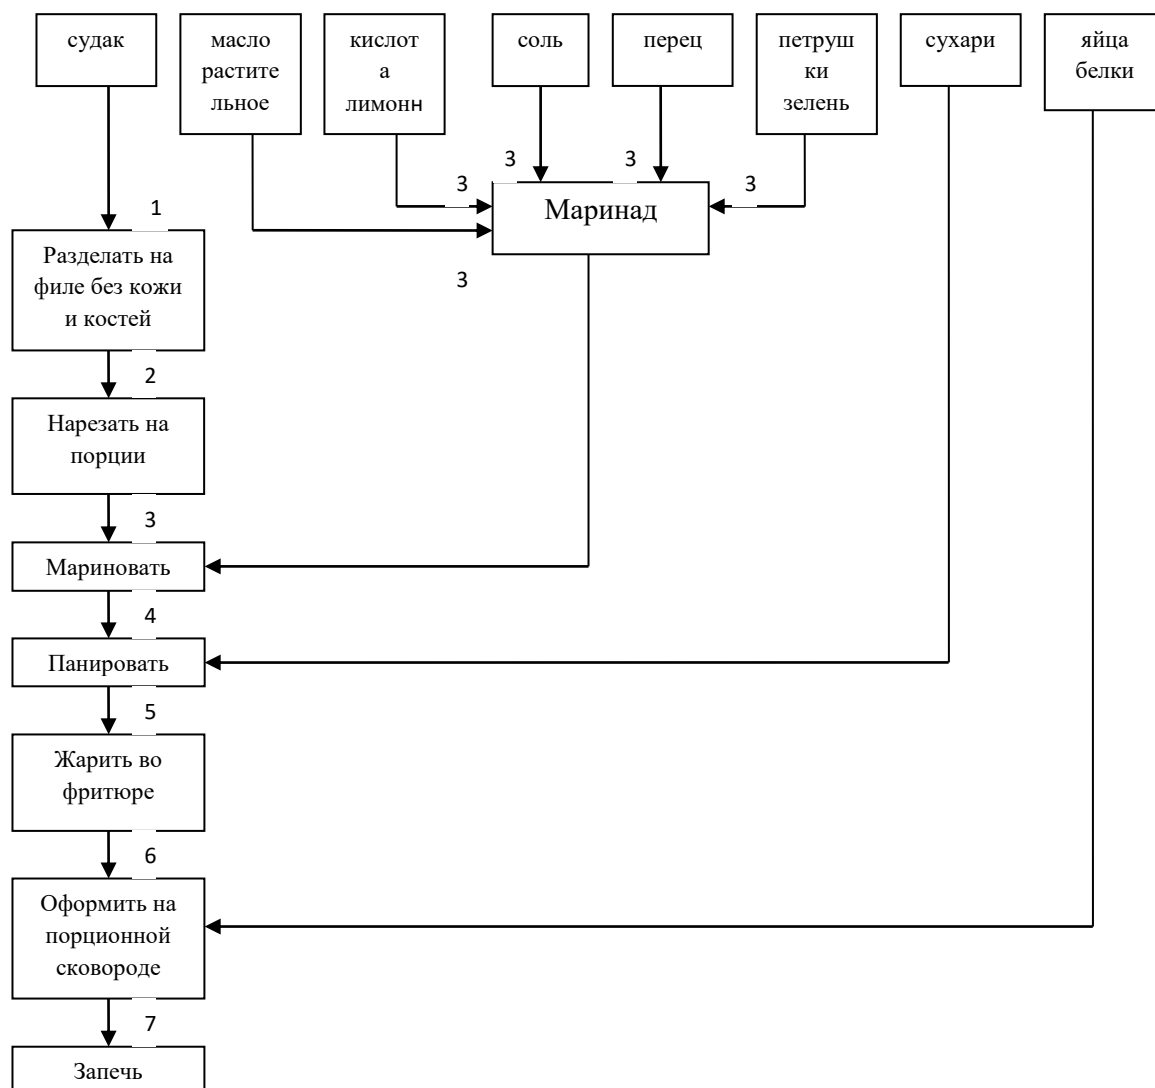 судак
масло
растите
льное
кислот
а
лимонн
соль
перец
петруш
ки
зелень
сухари
яйца
белки
3
3
3
3
Маринад
3
1
Разделать на
филе без кожи
и костей
2
Нарезать на
порции
3
Мариновать
4
Панировать
5
Жарить во
фритюре
6
Оформить на
порционной
сковороде
7
Запечь